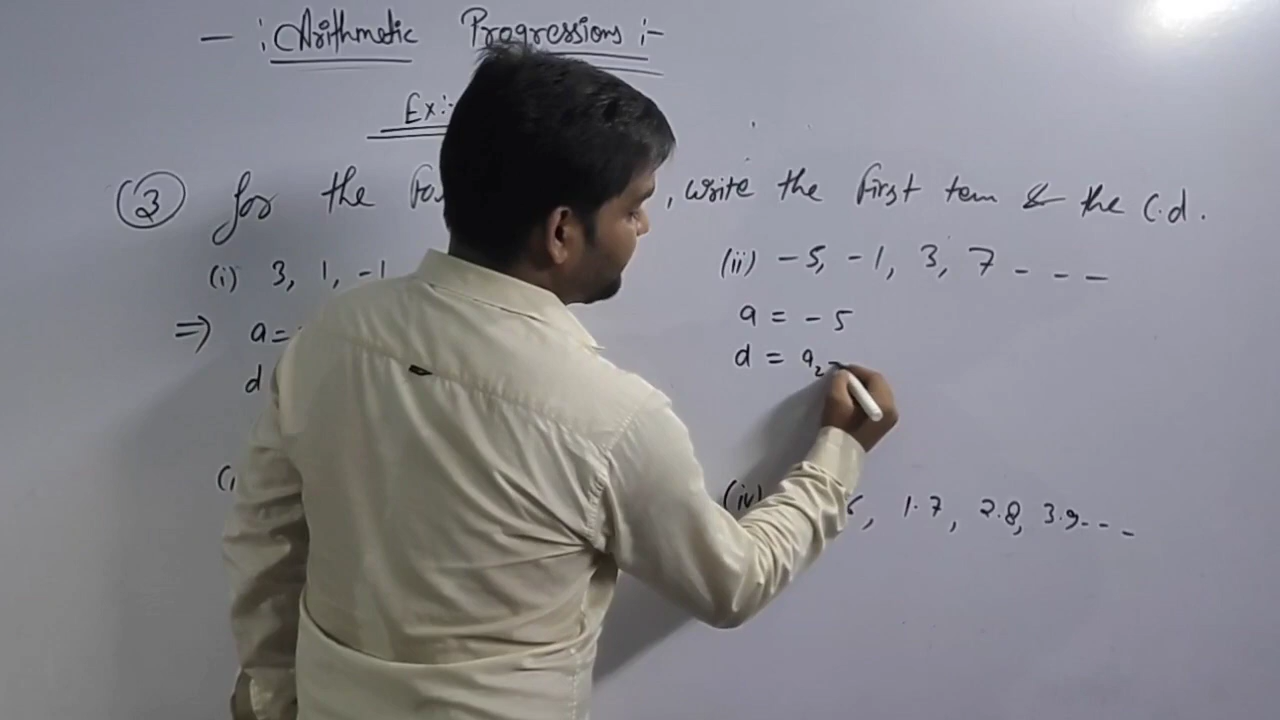 - : Arithmetic Progressions :-
Ex:-
(3) for the , write the first term & the c.d.
(i) 3, 1, -1
(ii) -5, -1, 3, 7 - - -
=> a =
a = -5
d
d = a2 -
(iv) 6, 1.7, 2.8, 3.9 - - -